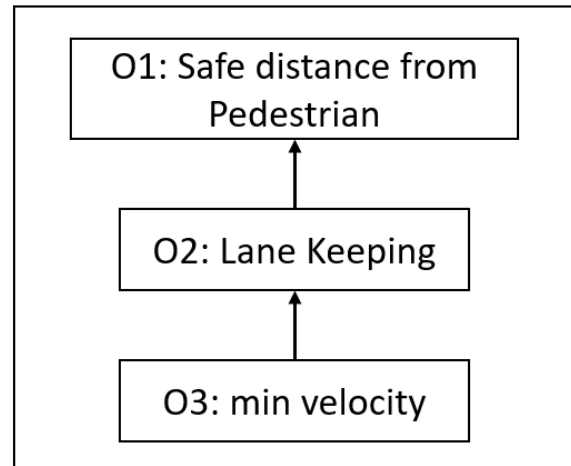 O1: Safe distance from
Pedestrian
O2: Lane Keeping
O3: min velocity